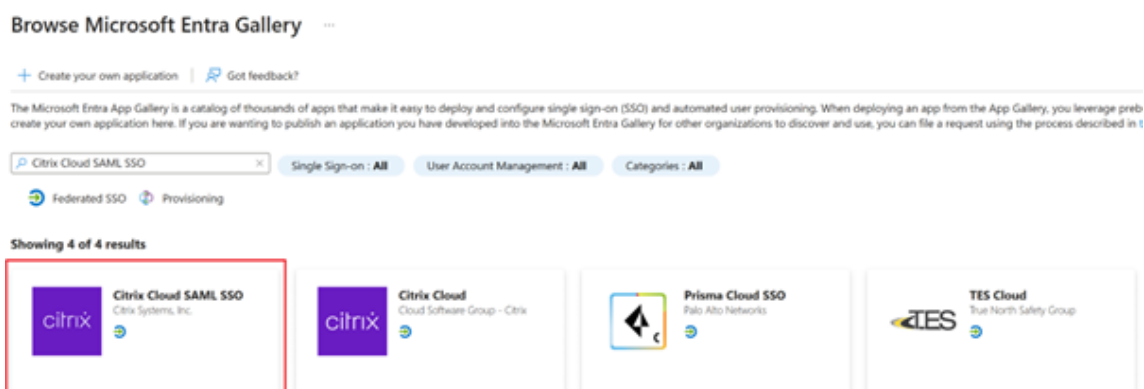 Browse Microsoft Entra Gallery ...
+ Create your own application | Got feedback?
The Microsoft Entra App Gallery is a catalog of thousands of apps that make it easy to deploy and configure single sign-on (SSO) and automated user provisioning. When deploying an app from the App Gallery, you leverage preb
create your own application here. If you are wanting to publish an application you have developed into the Microsoft Entra Gallery for other organizations to discover and use, you can file a request using the process described in t
Citrix Cloud SAML SSO × Single Sign-on : All User Account Management : All Categories : All
Federated SSO Provisioning
Showing 4 of 4 results
citrix
Citrix Cloud SAML SSO
Citrix Systems, Inc.
citrix
Citrix Cloud
Cloud Software Group - Citrix
C
Prisma Cloud SSO
Palo Alto Networks
TES
TES Cloud
True North Safety Group